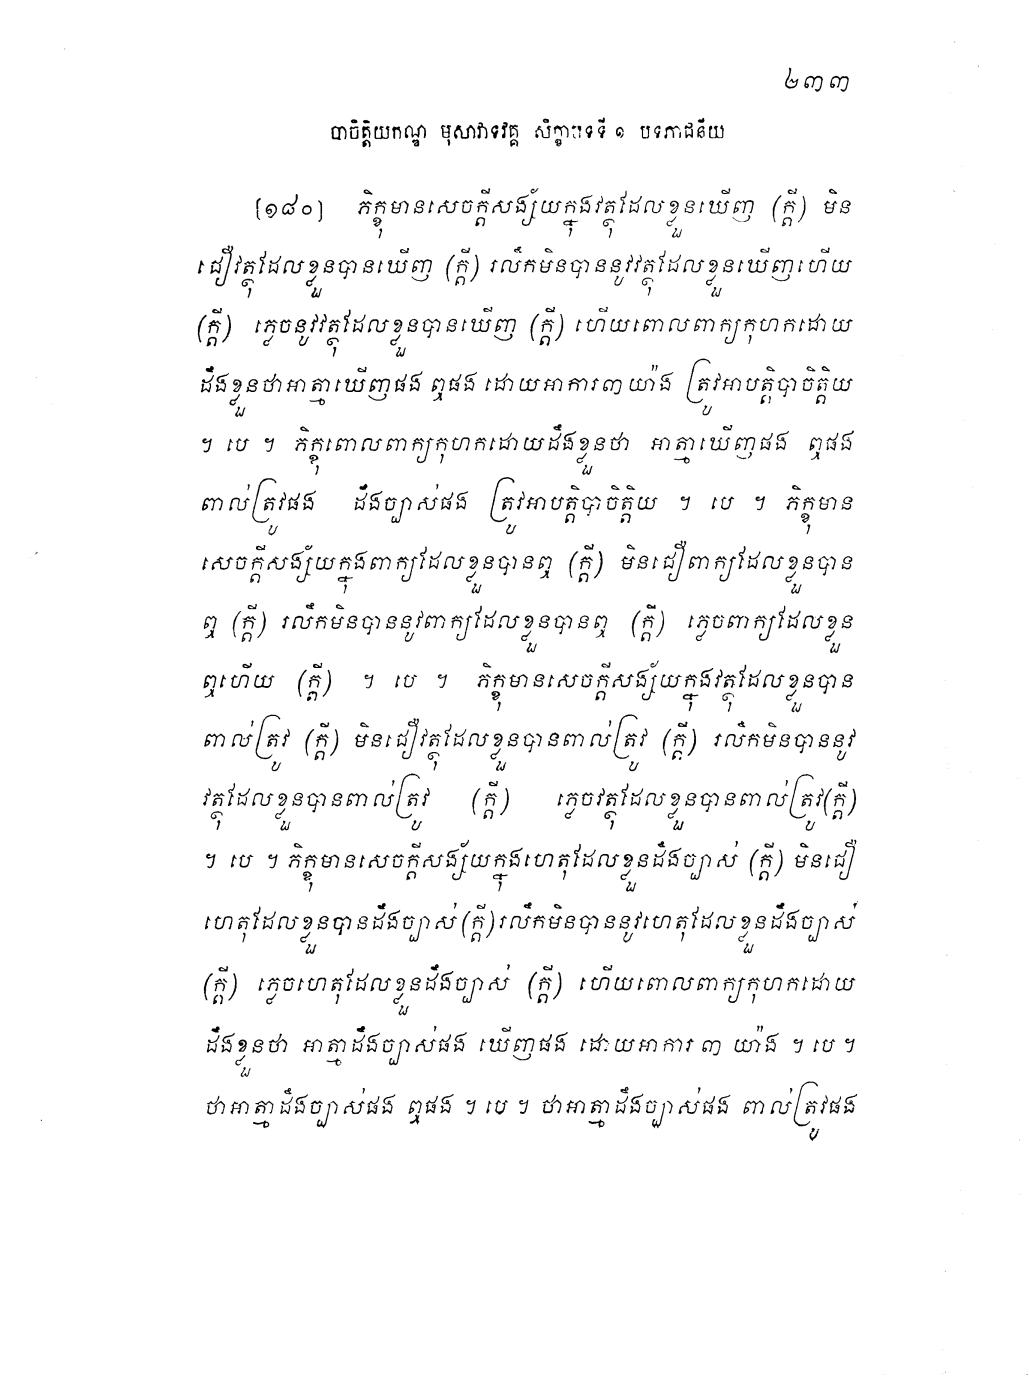 ២៣៣
បាចិត្តិយកណ្ឌ មុសាវាទវគ្គ សិក្ខាបទទី ១ បទភាជនីយ
[១៨០] ភិក្ខុមានសេចក្តីសង្ស័យក្នុងវត្ថុដែលខ្លួនឃើញ (ក្តី) មិន
ជឿវត្ថុដែលខ្លួនបានឃើញ (ក្តី) រលឹកមិនបាននូវវត្ថុដែលខ្លួនឃើញហើយ
(ក្តី) ភ្លេចនូវវត្ថុដែលខ្លួនបានឃើញ (ក្តី) ហើយពោលពាក្យកុហកដោយ
ដឹងខ្លួនថាអាត្មាឃើញផង ឮផង ដោយអាការ៣យ៉ាង ត្រូវអាបត្តិបាចិត្តិយ
។ បេ ។ ភិក្ខុពោលពាក្យកុហកដោយដឹងខ្លួនថា អាត្មាឃើញផង ឮផង
ពាល់ត្រូវផង ដឹងច្បាស់ផង ត្រូវអាបត្តិបាចិត្តិយ ។ បេ ។ ភិក្ខុមាន
សេចក្តីសង្ស័យក្នុងពាក្យដែលខ្លួនបានឮ (ក្តី) មិនជឿពាក្យដែលខ្លួនបាន
ឮ (ក្តី) រលឹកមិនបាននូវពាក្យដែលខ្លួនបានឮ (ក្តី) ភ្លេចពាក្យដែលខ្លួន
ឮហើយ (ក្តី) ។ បេ ។ ភិក្ខុមានសេចក្តីសង្ស័យក្នុងវត្ថុដែលខ្លួនបាន
ពាល់ត្រូវ (ក្តី) មិនជឿវត្ថុដែលខ្លួនបានពាល់ត្រូវ (ក្តី) រលឹកមិនបាននូវ
វត្ថុដែលខ្លួនបានពាល់ត្រូវ (ក្តី) ភ្លេចវត្ថុដែលខ្លួនបានពាល់ត្រូវ(ក្តី)
។ បេ ។ ភិក្ខុមានសេចក្តីសង្ស័យក្នុងហេតុដែលខ្លួនដឹងច្បាស់ (ក្តី) មិនជឿ
ហេតុដែលខ្លួនបានដឹងច្បាស់(ក្តី)រលឹកមិនបាននូវហេតុដែលខ្លួនដឹងច្បាស់
(ក្តី) ភ្លេចហេតុដែលខ្លួនដឹងច្បាស់ (ក្តី) ហើយពោលពាក្យកុហកដោយ
ដឹងខ្លួនថា អាត្មាដឹងច្បាស់ផង ឃើញផង ដោយអាការ ៣ យ៉ាង ។ បេ ។
ថាអាត្មាដឹងច្បាស់ផង ឮផង ។ បេ ។ ថាអាត្មាដឹងច្បាស់ផង ពាល់ត្រូវផង